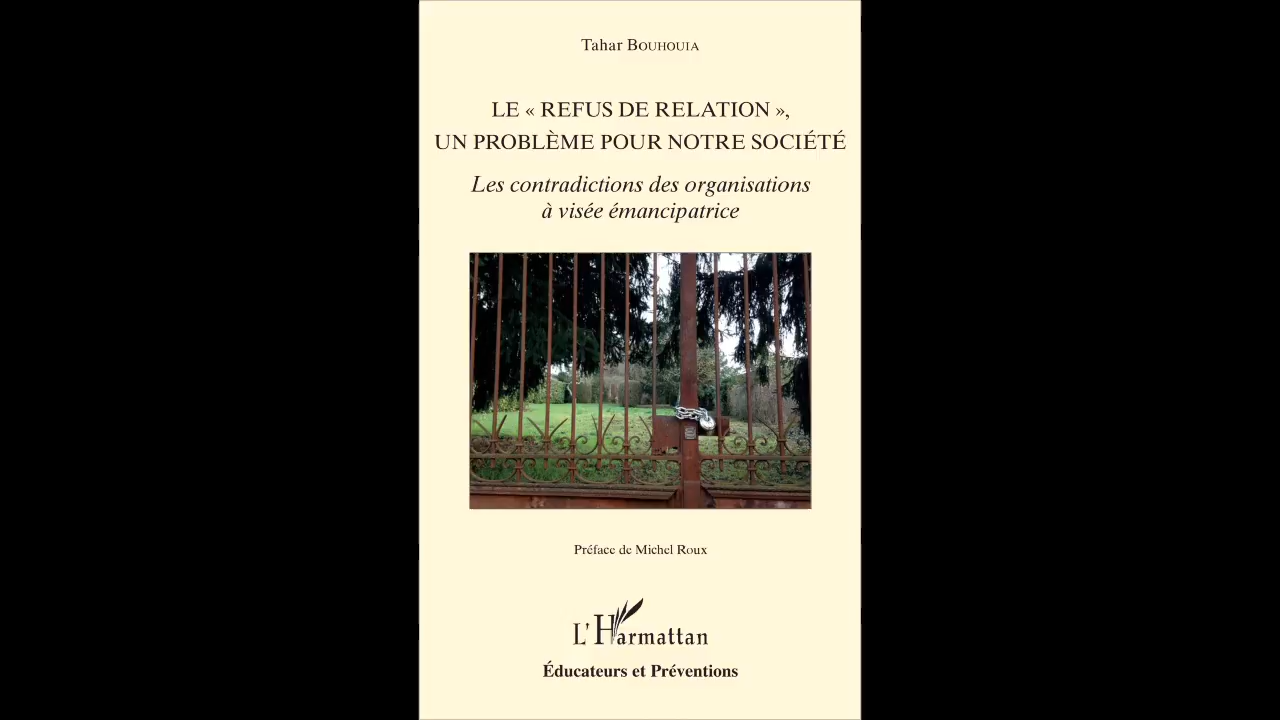 Tahar BOUHOUIA
LE « REFUS DE RELATION »,
UN PROBLÈME POUR NOTRE SOCIÉTÉ
Les contradictions des organisations
à visée émancipatrice
Préface de Michel Roux
L'Harmattan
Éducateurs et Préventions